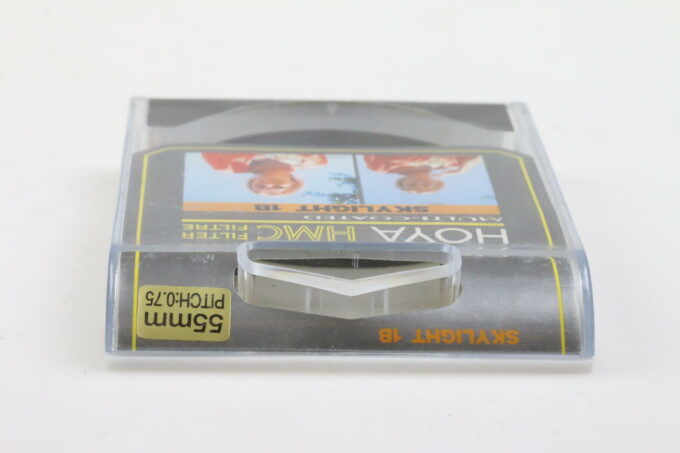 HOYA HMC FILTER
FILTRE
MULTI-COATED
SKYLIGHT 1B
SKYLIGHT 1B
55mm
PITCH:0.75